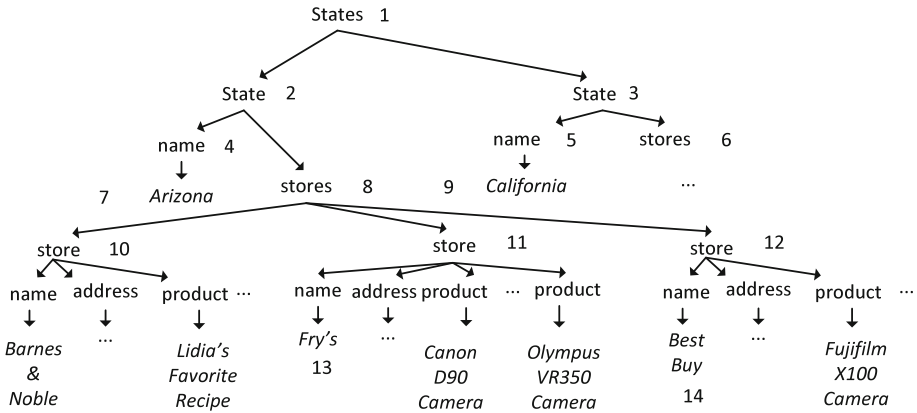 States 1
State 2
State 3
name 4
name 5
stores 6
Arizona
stores 8
California
...
7
9
store 10
store 11
store 12
name address product ...
name address product ... product
name address product ...
Barnes
&
Noble
...
Lidia's
Favorite
Recipe
Fry's
13
...
Canon
D90
Camera
Olympus
VR350
Camera
Best
Buy
14
...
Fujifilm
X100
Camera